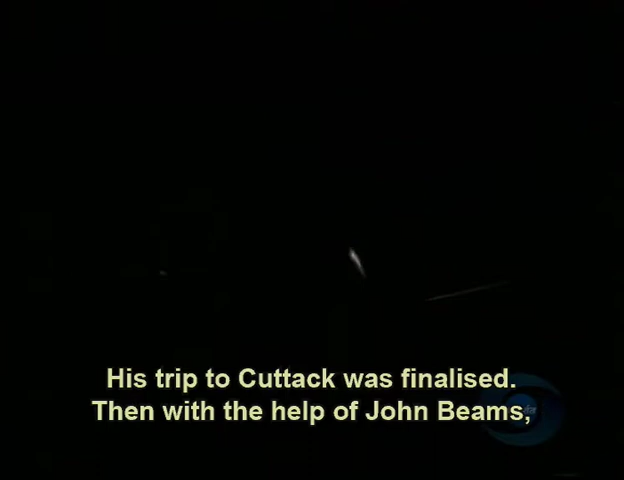 His trip to Cuttack was finalised.
Then with the help of John Beams,